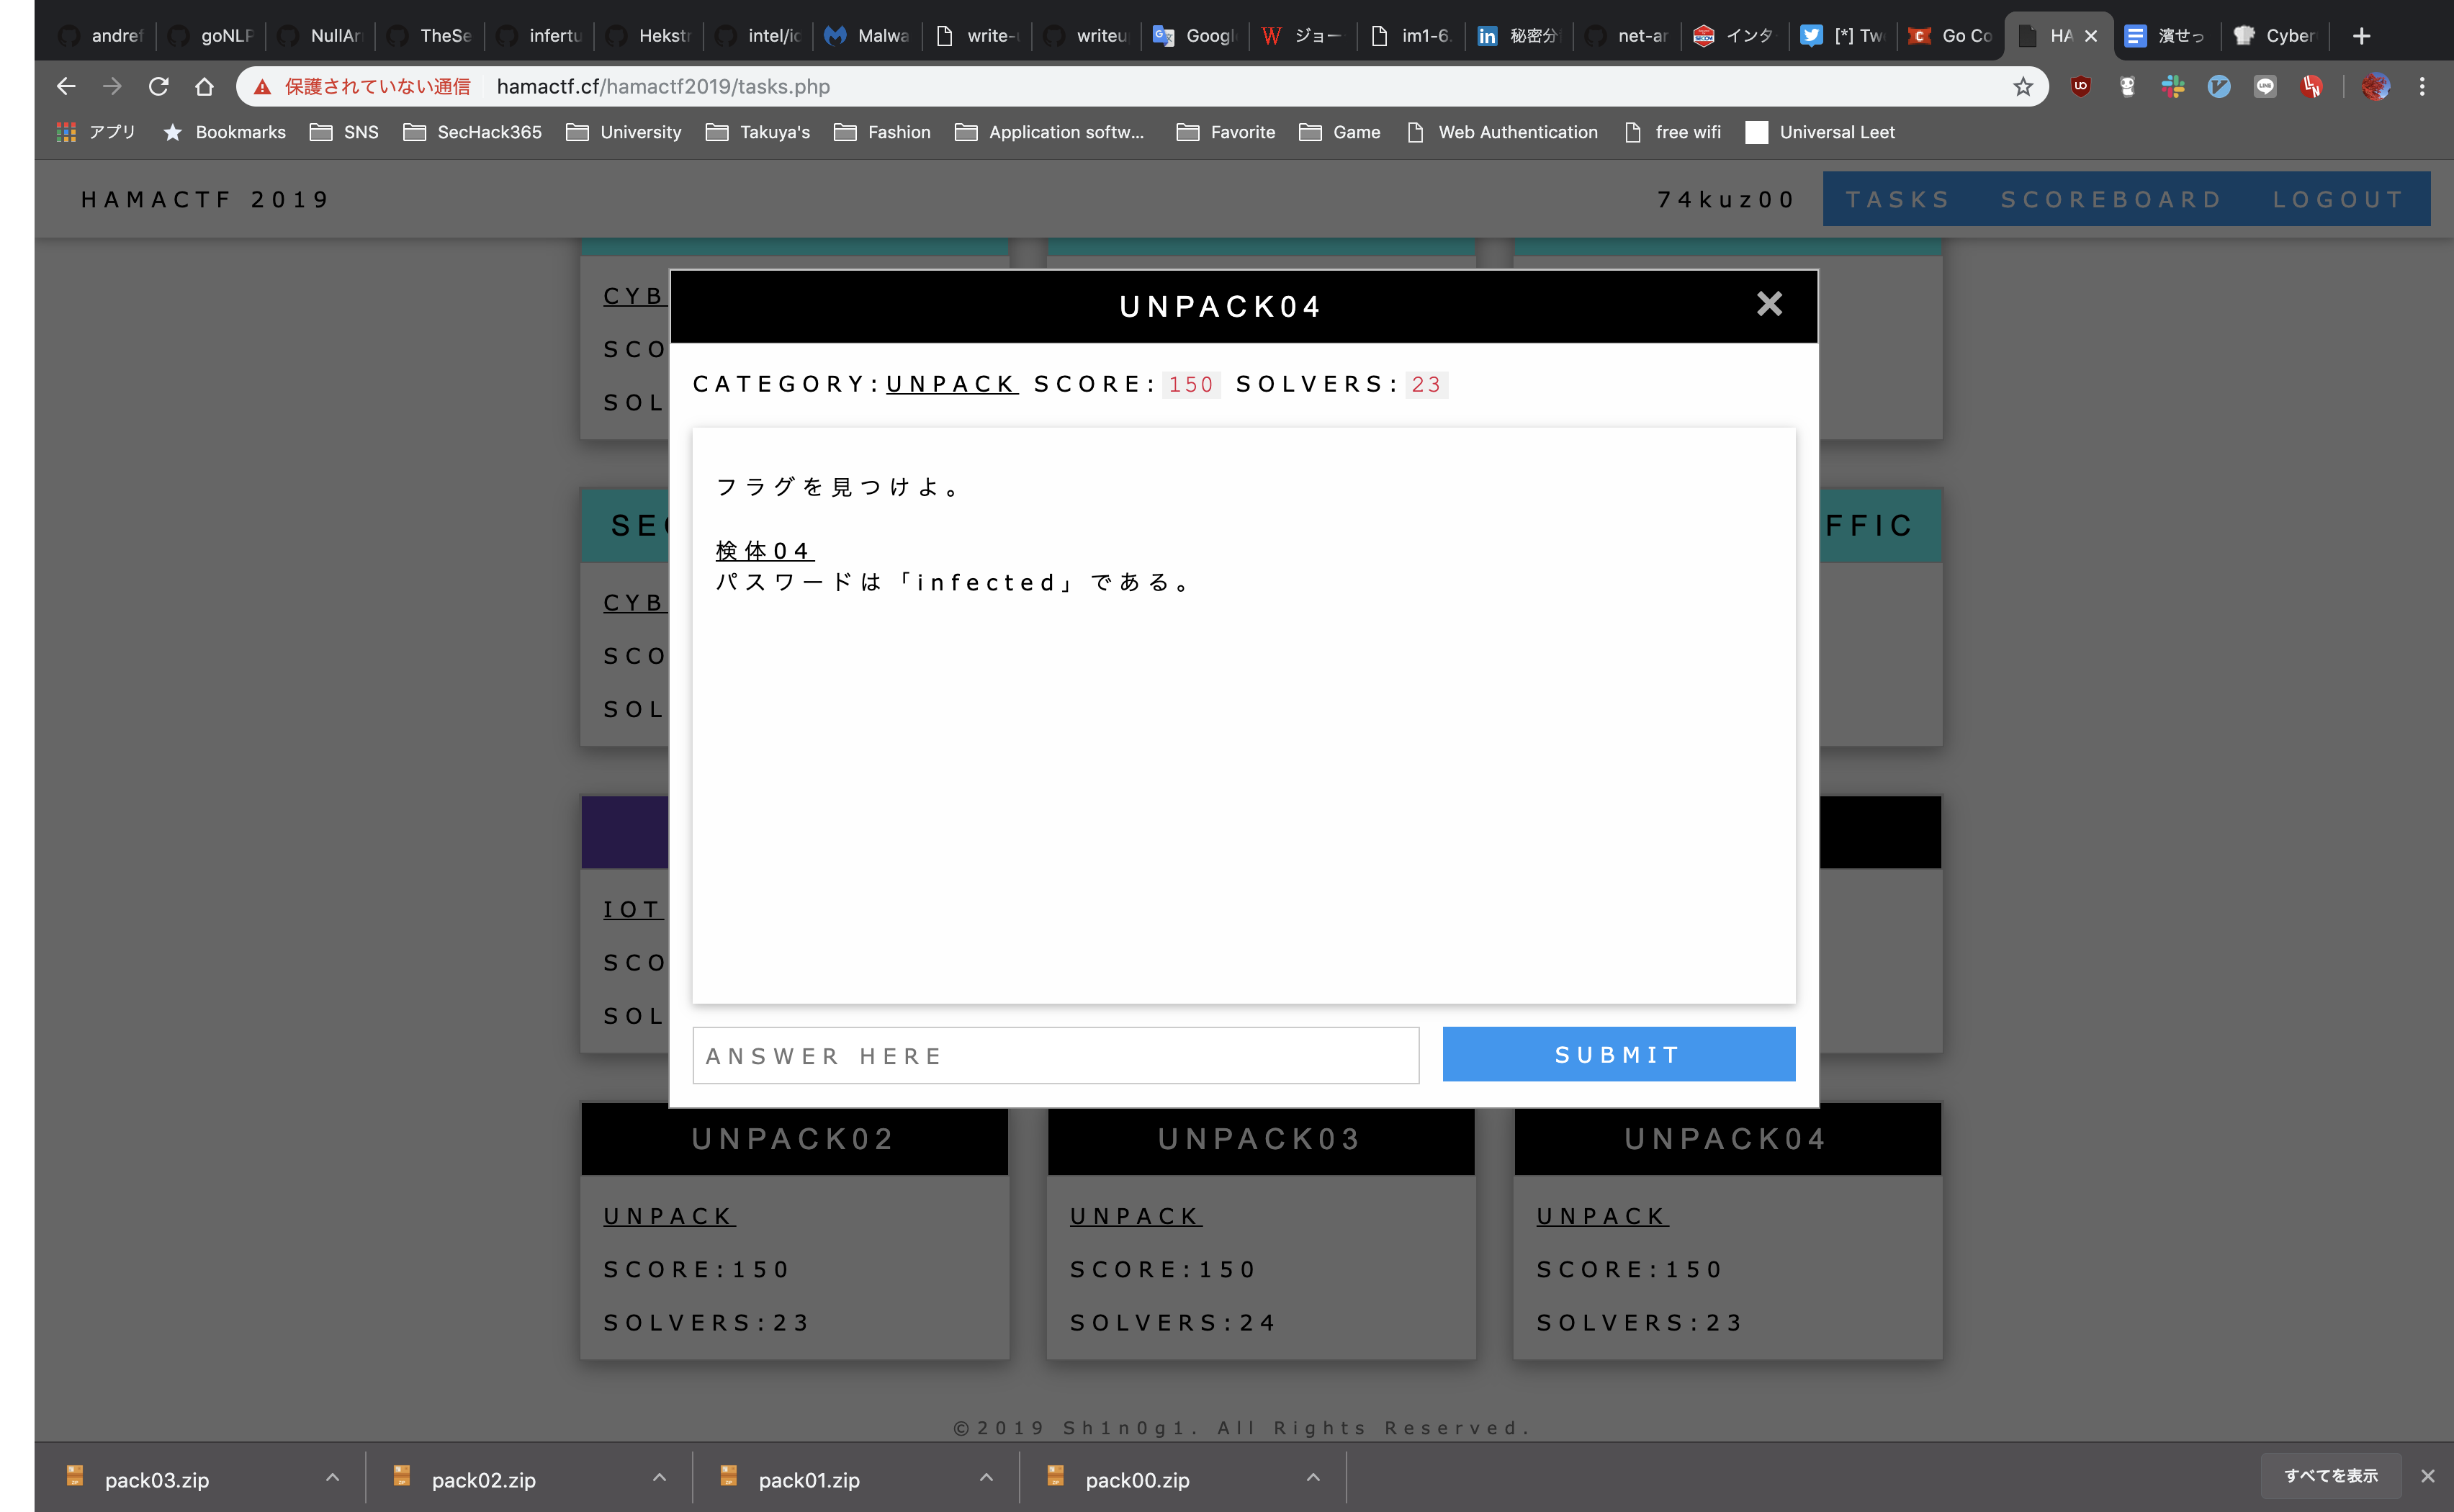 andref goNLP NullAr TheSe infertu Hekstr intel/ic Malwa write- writeu Googl ジョー im1-6. 秘密分 net-ar インタ [*] Tw Go Co HA 濱せっ Cyber
保護されていない通信 hamactf.cf/hamactf2019/tasks.php
アプリ Bookmarks SNS SecHack365 University Takuya's Fashion Application softw... Favorite Game Web Authentication free wifi Universal Leet
HAMACTF 2019 74kuz00 TASKS SCOREBOARD LOGOUT
UNPACK04
CATEGORY:UNPACK SCORE:150 SOLVERS:23
フラグを見つけよ。
検体04
パスワードは「infected」である。
ANSWER HERE SUBMIT
CYB
SCO
SOL
SEC FFIC
CYB
SCO
SOL
IOT
SCO
SOL
UNPACK02 UNPACK03 UNPACK04
UNPACK UNPACK UNPACK
SCORE:150 SCORE:150 SCORE:150
SOLVERS:23 SOLVERS:24 SOLVERS:23
©2019 Sh1n0g1. All Rights Reserved.
pack03.zip pack02.zip pack01.zip pack00.zip すべてを表示